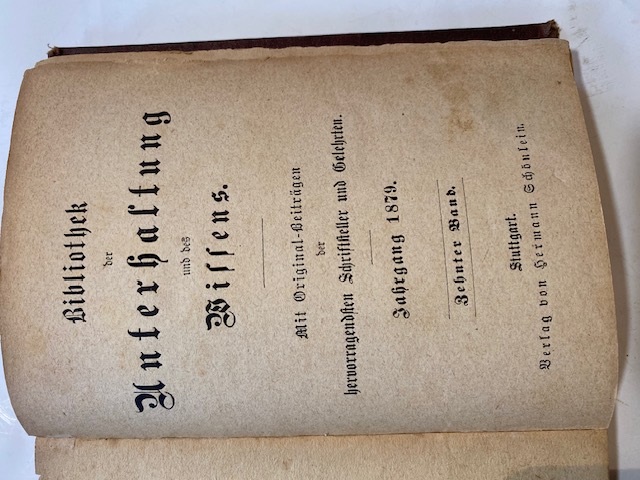 Bibliothek
der
Unterhaltung
und des
Wissens.
Mit Original-Beiträgen
der
hervorragendsten Schriftsteller und Gelehrten.
Jahrgang 1879.
Zehnter Band.
Stuttgart.
Verlag von Hermann Schönlein.